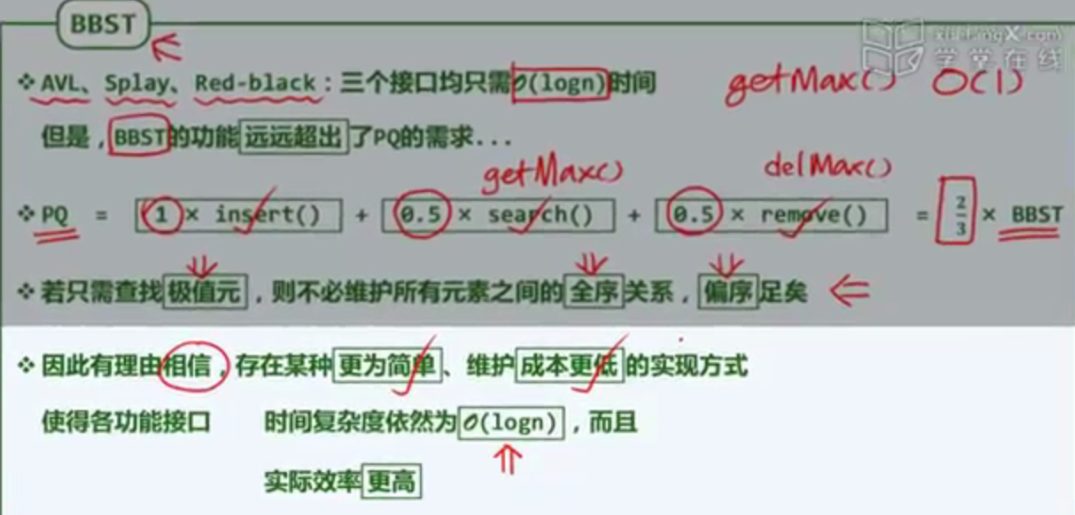 BBST
xuetangX.com
学堂在线
❖ AVL、Splay、Red-black：三个接口均只需O(logn)时间
getMax() O(1)
但是，BBST的功能远远超出了PQ的需求...
getMax() delMax()
❖ PQ = 1 × insert() + 0.5 × search() + 0.5 × remove() = 2/3 × BBST
❖ 若只需查找极值元，则不必维护所有元素之间的全序关系，偏序足矣
❖ 因此有理由相信，存在某种更为简单、维护成本更低的实现方式
使得各功能接口 时间复杂度依然为O(logn)，而且
实际效率更高